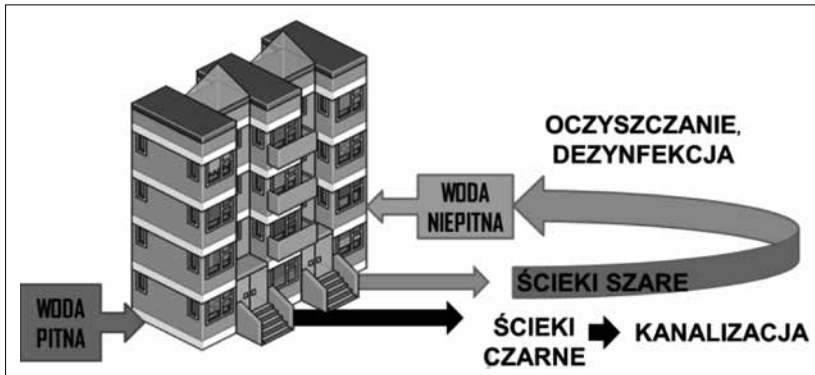 OCZYSZCZANIE,
DEZYNFEKCJA
WODA
NIEPITNA
ŚCIEKI SZARE
WODA
PITNA
ŚCIEKI
CZARNE
KANALIZACJA